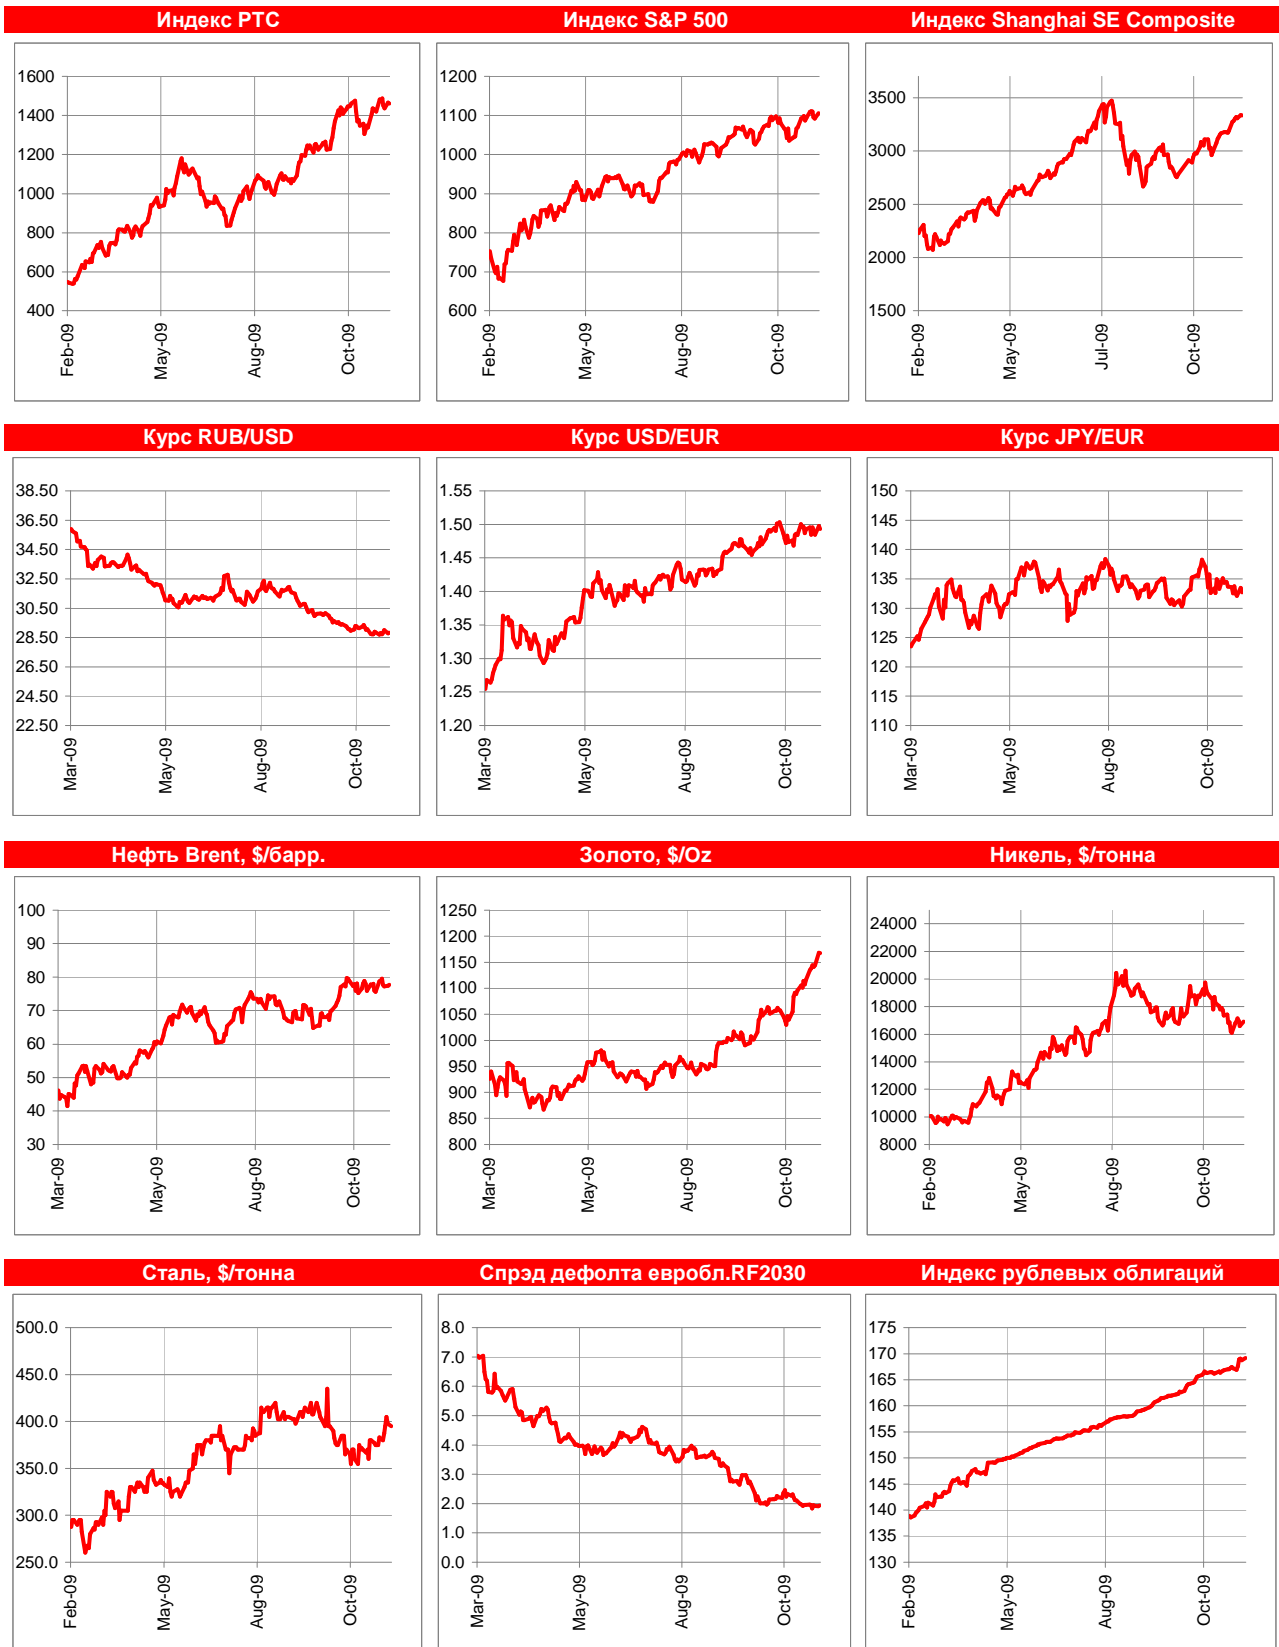 Индекс РТС
1600
1400
1200
1000
800
600
400
Feb-09
May-09
Aug-09
Oct-09
Индекс S&P 500
1200
1100
1000
900
800
700
600
Feb-09
May-09
Aug-09
Oct-09
Индекс Shanghai SE Composite
3500
3000
2500
2000
1500
Feb-09
May-09
Jul-09
Oct-09
Курс RUB/USD
38.50
36.50
34.50
32.50
30.50
28.50
26.50
24.50
22.50
Mar-09
May-09
Aug-09
Oct-09
Курс USD/EUR
1.55
1.50
1.45
1.40
1.35
1.30
1.25
1.20
Mar-09
May-09
Aug-09
Oct-09
Курс JPY/EUR
150
145
140
135
130
125
120
115
110
Mar-09
May-09
Aug-09
Oct-09
Нефть Brent, $/барр.
100
90
80
70
60
50
40
30
Mar-09
May-09
Aug-09
Oct-09
Золото, $/Oz
1250
1200
1150
1100
1050
1000
950
900
850
800
Mar-09
May-09
Aug-09
Oct-09
Никель, $/тонна
24000
22000
20000
18000
16000
14000
12000
10000
8000
Feb-09
May-09
Aug-09
Oct-09
Сталь, $/тонна
500.0
450.0
400.0
350.0
300.0
250.0
Feb-09
May-09
Aug-09
Oct-09
Спрэд дефолта евробл.RF2030
8.0
7.0
6.0
5.0
4.0
3.0
2.0
1.0
0.0
Mar-09
May-09
Aug-09
Oct-09
Индекс рублевых облигаций
175
170
165
160
155
150
145
140
135
130
Feb-09
May-09
Aug-09
Oct-09